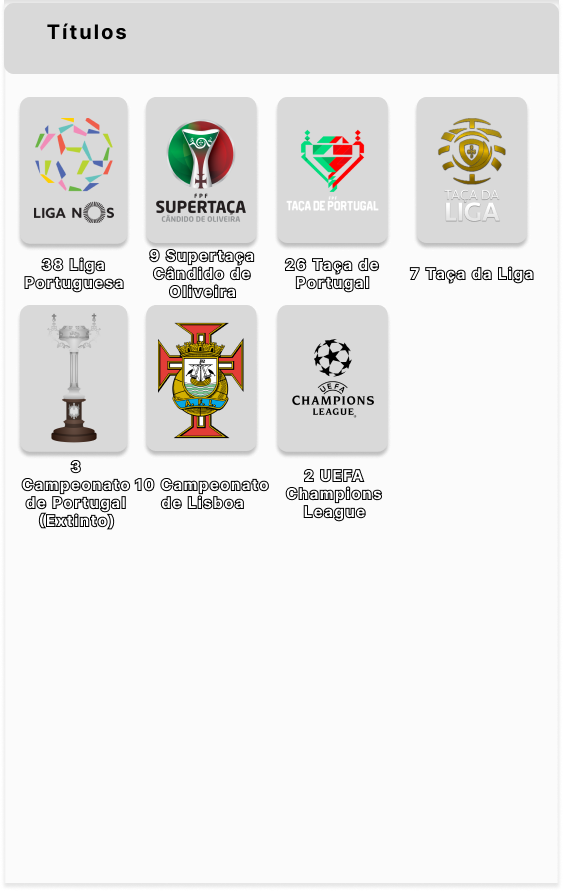 Títulos
LIGA NOS
FPF
SUPERTAÇA
CÂNDIDO DE OLIVEIRA
TAÇA DE PORTUGAL
TAÇA DA
LIGA
38 Liga
Portuguesa
9 Supertaça
Cândido de
Oliveira
26 Taça de
Portugal
7 Taça da Liga
A.F.L.
UEFA
CHAMPIONS
LEAGUE
3
Campeonato
de Portugal
(Extinto)
10 Campeonato
de Lisboa
2 UEFA
Champions
League